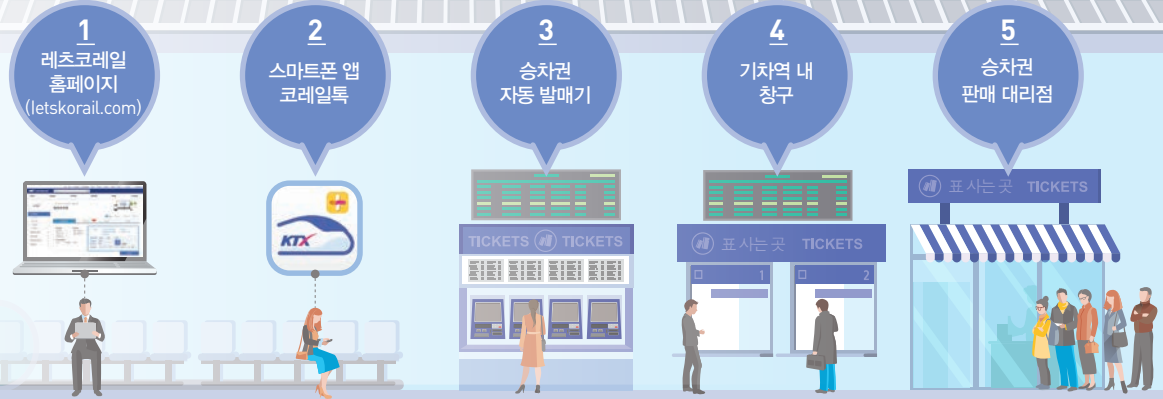 1
레츠코레일
홈페이지
(letskorail.com)
2
스마트폰 앱
코레일톡
3
승차권
자동 발매기
4
기차역 내
창구
5
승차권
판매 대리점
KTX
TICKETS TICKETS
표 사는 곳 TICKETS
1
2
표 사는 곳 TICKETS